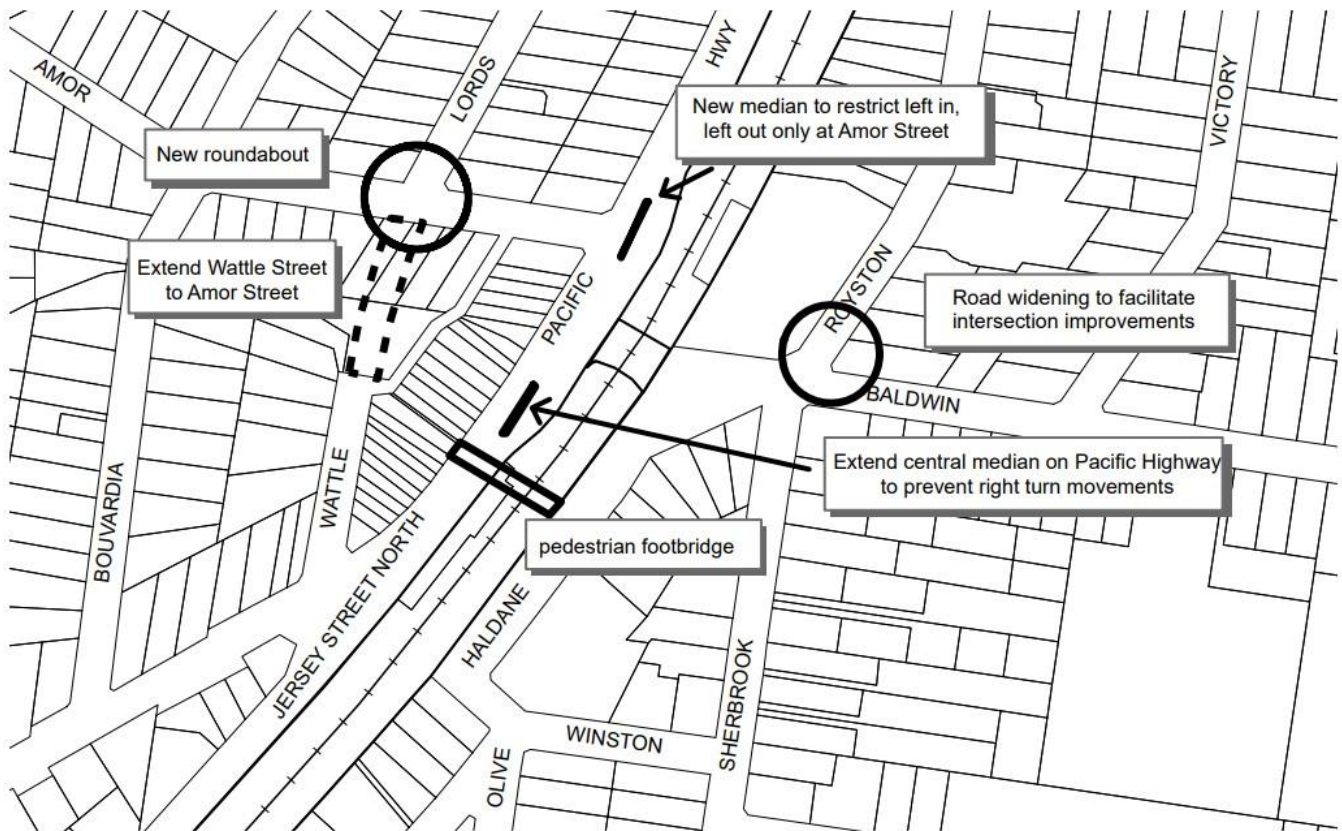 AMOR
LORDS
HWY
VICTORY
New median to restrict left in,
left out only at Amor Street
New roundabout
Extend Wattle Street
to Amor Street
PACIFIC
ROYSTON
Road widening to facilitate
intersection improvements
BALDWIN
Extend central median on Pacific Highway
to prevent right turn movements
BOUVARDIA
WATTLE
pedestrian footbridge
JERSEY STREET NORTH
HALDANE
SHERBROOK
WINSTON
OLIVE